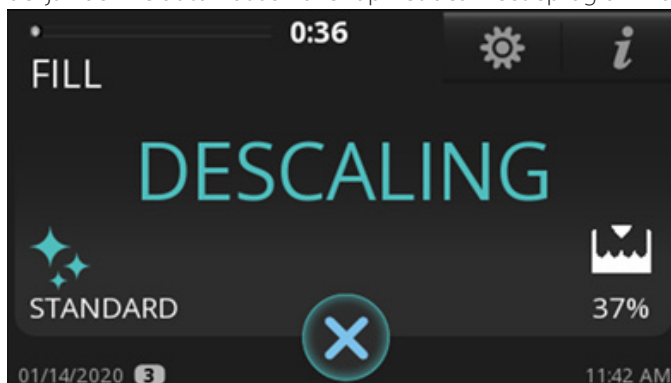 0:36
FILL
DESCALING
STANDARD
37%
01/14/2020 3
11:42 AM